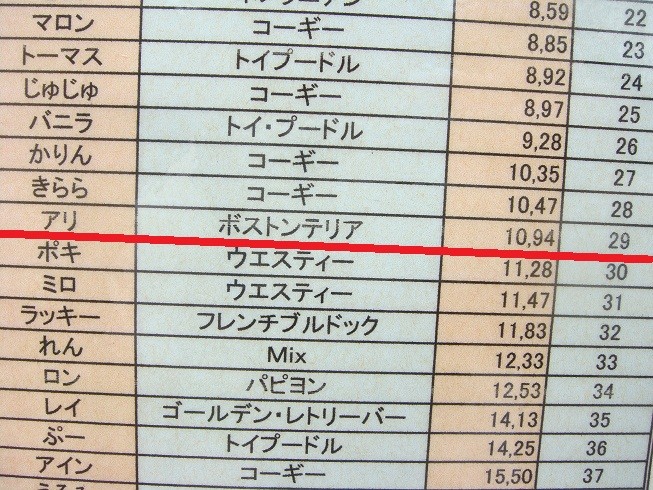 8,59 22
マロン コーギー 8,85 23
トーマス トイプードル 8,92 24
じゅじゅ コーギー 8,97 25
バニラ トイ・プードル 9,28 26
かりん コーギー 10,35 27
きらら コーギー 10,47 28
アリ ボストンテリア 10,94 29
ポキ ウエスティー 11,28 30
ミロ ウエスティー 11,47 31
ラッキー フレンチブルドック 11,83 32
れん Mix 12,33 33
ロン パピヨン 12,53 34
レイ ゴールデン・レトリーバー 14,13 35
ぷー トイプードル 14,25 36
アイン コーギー 15,50 37